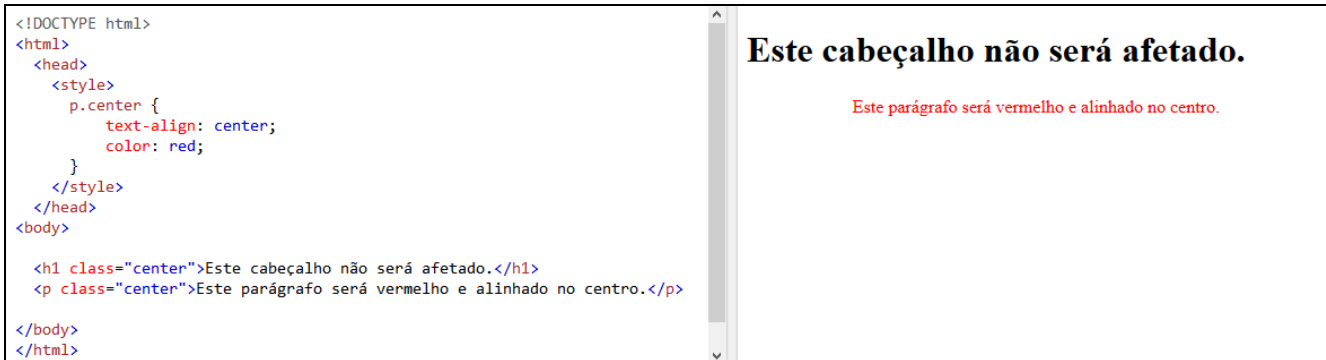 <!DOCTYPE html>
<html>
  <head>
    <style>
      p.center {
          text-align: center;
          color: red;
      }
    </style>
  </head>
<body>

  <h1 class="center">Este cabeçalho não será afetado.</h1>
  <p class="center">Este parágrafo será vermelho e alinhado no centro.</p>

</body>
</html>
Este cabeçalho não será afetado.
Este parágrafo será vermelho e alinhado no centro.